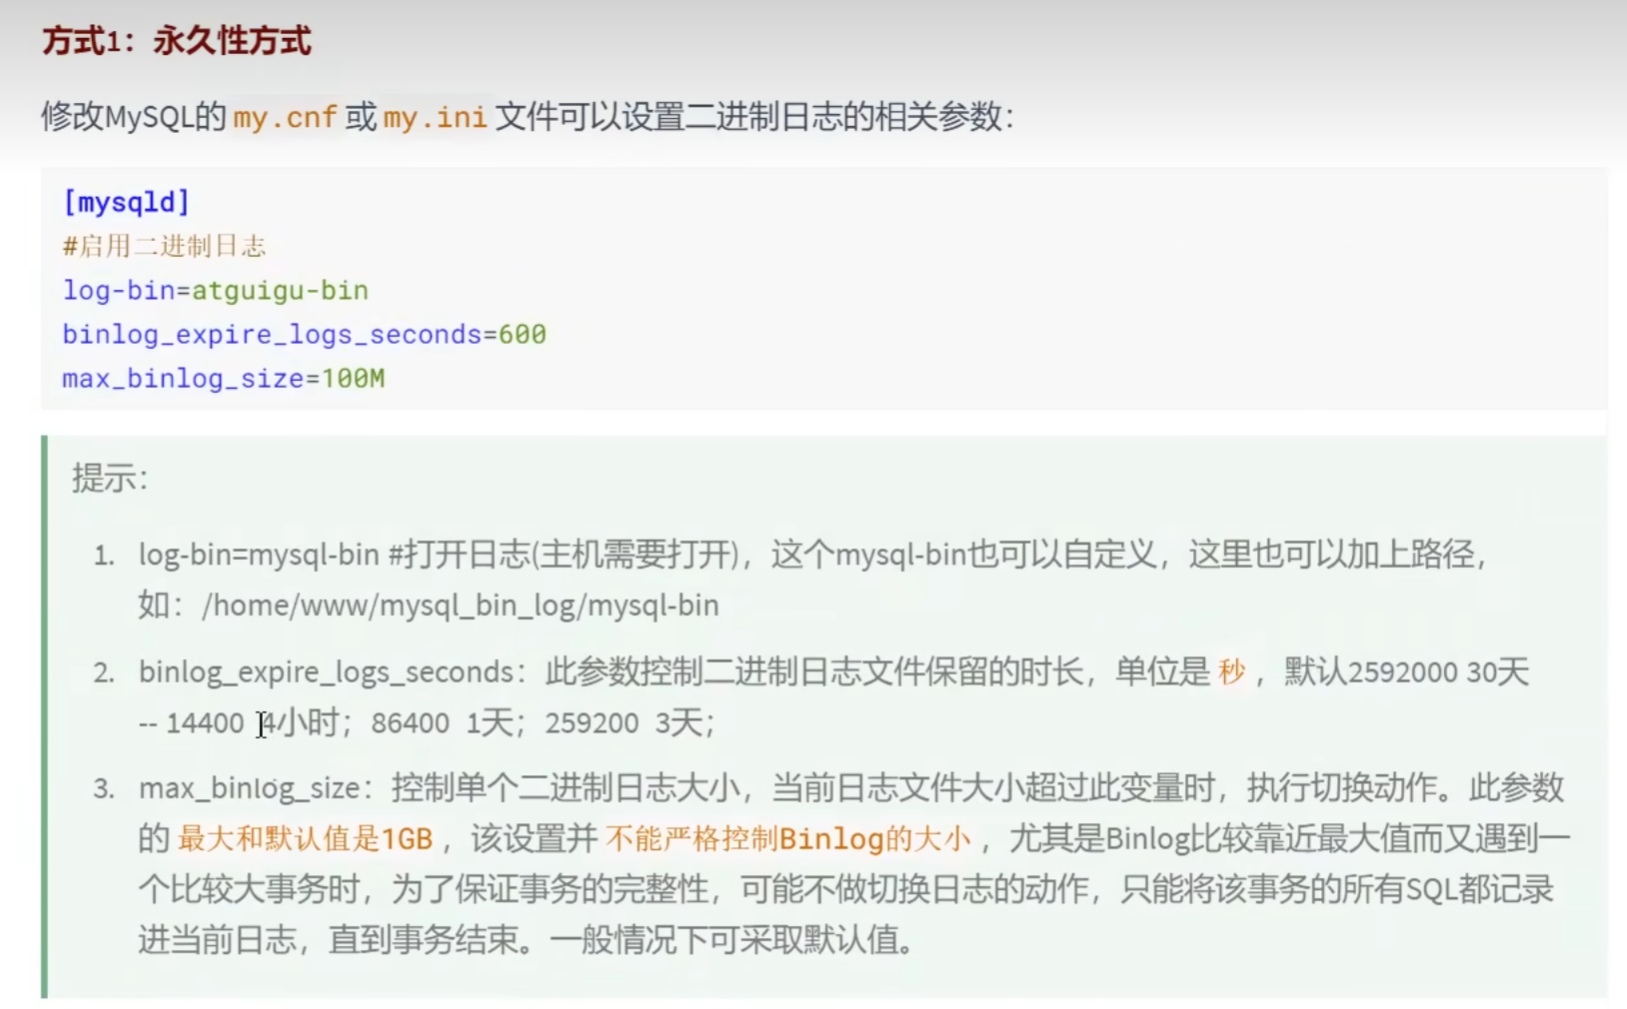 方式1：永久性方式
修改MySQL的 my.cnf 或 my.ini 文件可以设置二进制日志的相关参数：
[mysqld]
#启用二进制日志
log-bin=atguigu-bin
binlog_expire_logs_seconds=600
max_binlog_size=100M
提示：
1. log-bin=mysql-bin #打开日志(主机需要打开)，这个mysql-bin也可以自定义，这里也可以加上路径，
如：/home/www/mysql_bin_log/mysql-bin
2. binlog_expire_logs_seconds：此参数控制二进制日志文件保留的时长，单位是 秒 ，默认2592000 30天
-- 14400 4小时；86400 1天；259200 3天；
3. max_binlog_size：控制单个二进制日志大小，当前日志文件大小超过此变量时，执行切换动作。此参数
的 最大和默认值是1GB ，该设置并 不能严格控制Binlog的大小 ，尤其是Binlog比较靠近最大值而又遇到一
个比较大事务时，为了保证事务的完整性，可能不做切换日志的动作，只能将该事务的所有SQL都记录
进当前日志，直到事务结束。一般情况下可采取默认值。